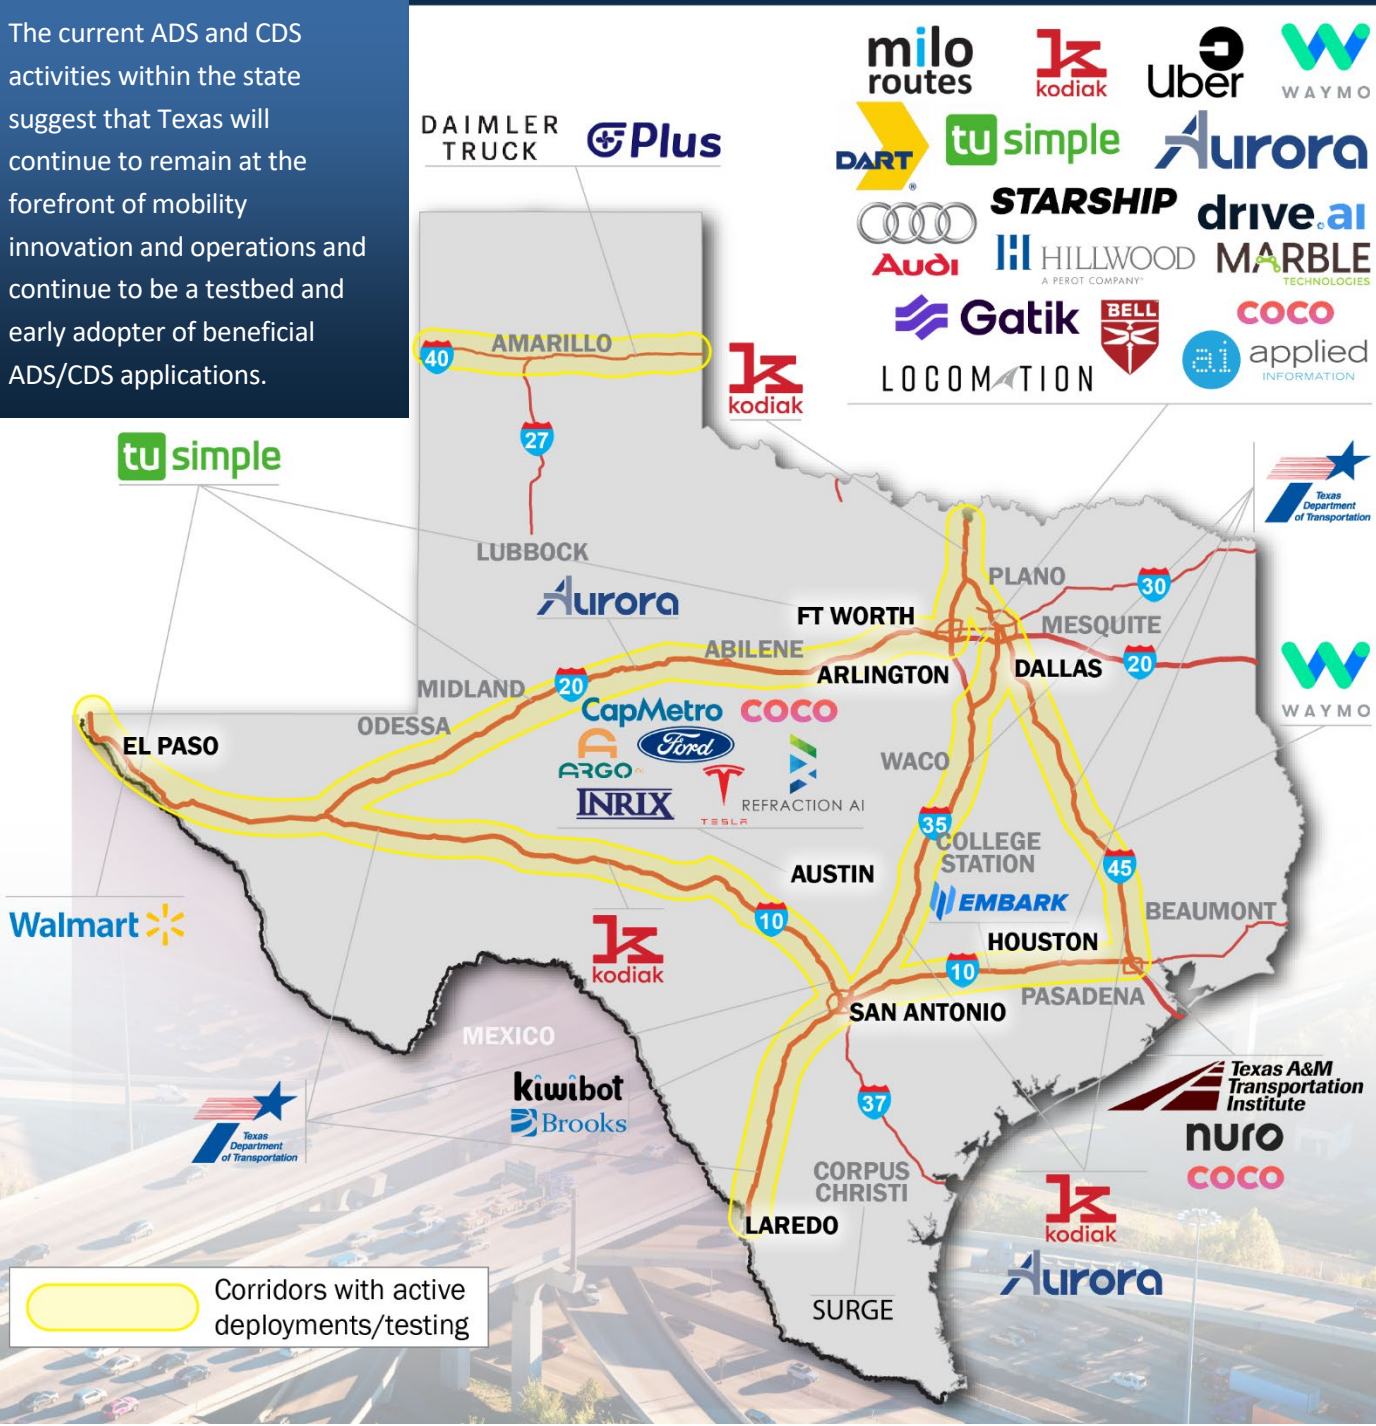 The current ADS and CDS
activities within the state
suggest that Texas will
continue to remain at the
forefront of mobility
innovation and operations and
continue to be a testbed and
early adopter of beneficial
ADS/CDS applications.
DAIMLER
TRUCK
Plus
milo
routes
kodiak
Uber
WAYMO
DART
tu simple
Aurora
Audi
STARSHIP
drive.ai
HILLWOOD
A PEROT COMPANY
MARBLE
TECHNOLOGIES
Gatik
BELL
coco
LOCOMATION
ai applied
INFORMATION
40
AMARILLO
kodiak
27
tu simple
Texas
Department
of Transportation
LUBBOCK
Aurora
PLANO
30
FT WORTH
MESQUITE
ABILENE
ARLINGTON
DALLAS
20
MIDLAND
20
ODESSA
WAYMO
EL PASO
CapMetro
coco
ARGO AI
Ford
INRIX
TESLA
REFRACTION AI
WACO
35
COLLEGE
STATION
45
AUSTIN
EMBARK
BEAUMONT
Walmart
10
HOUSTON
10
kodiak
PASADENA
SAN ANTONIO
MEXICO
kiwibot
Brooks
37
Texas A&M
Transportation
Institute
nuro
coco
Texas
Department
of Transportation
CORPUS
CHRISTI
LAREDO
kodiak
Aurora
SURGE
Corridors with active
deployments/testing